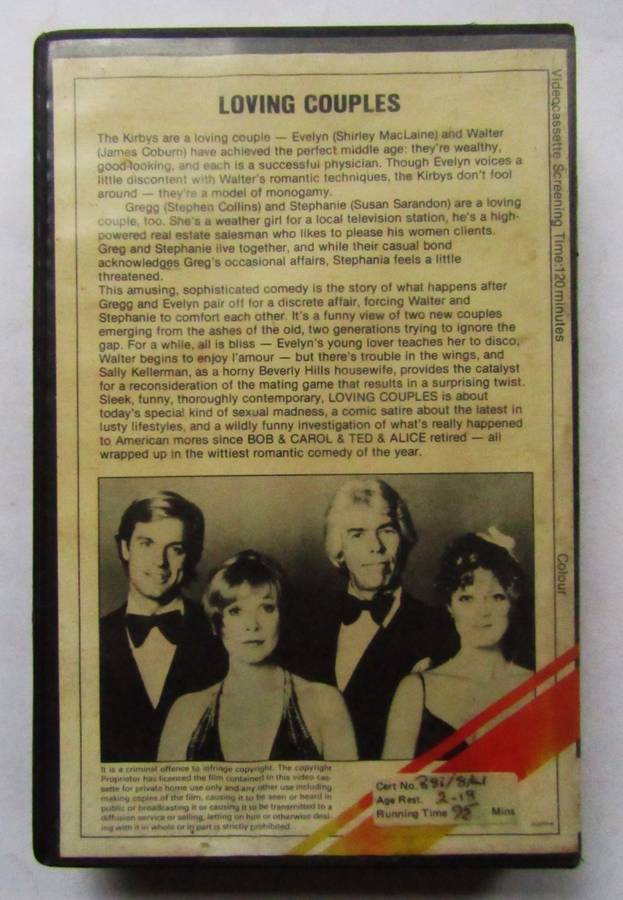 LOVING COUPLES
The Kirbys are a loving couple — Evelyn (Shirley MacLaine) and Walter
(James Coburn) have achieved the perfect middle age: they're wealthy,
good-looking, and each is a successful physician. Though Evelyn voices a
little discontent with Walter's romantic techniques, the Kirbys don't fool
around — they're a model of monogamy.
Gregg (Stephen Collins) and Stephanie (Susan Sarandon) are a loving
couple, too. She's a weather girl for a local television station, he's a high-
powered real estate salesman who likes to please his women clients.
Greg and Stephanie live together, and while their casual bond
acknowledges Greg's occasional affairs, Stephania feels a little
threatened.
This amusing, sophisticated comedy is the story of what happens after
Gregg and Evelyn pair off for a discrete affair, forcing Walter and
Stephanie to comfort each other. It's a funny view of two new couples
emerging from the ashes of the old, two generations trying to ignore the
gap. For a while, all is bliss — Evelyn's young lover teaches her to disco,
Walter begins to enjoy l'amour — but there's trouble in the wings, and
Sally Kellerman, as a horny Beverly Hills housewife, provides the catalyst
for a reconsideration of the mating game that results in a surprising twist.
Sleek, funny, thoroughly contemporary, LOVING COUPLES is about
today's special kind of sexual madness, a comic satire about the latest in
lusty lifestyles, and a wildly funny investigation of what's really happened
to American mores since BOB & CAROL & TED & ALICE retired — all
wrapped up in the wittiest romantic comedy of the year.
Videocassette Screening Time:120 minutes
Colour
It is a criminal offence to infringe copyright. The copyright
Proprietor has licenced the film contained in this video cas-
sette for private home use only and any other use including
making copies of the film, causing it to be seen or heard in
public or broadcasting it or causing it to be transmitted to a
diffusion service or selling, letting on hire or otherwise deal-
ing with it in whole or in part is strictly prohibited.
Cert No.
Age Rest. 2-19
Running Time 95 Mins